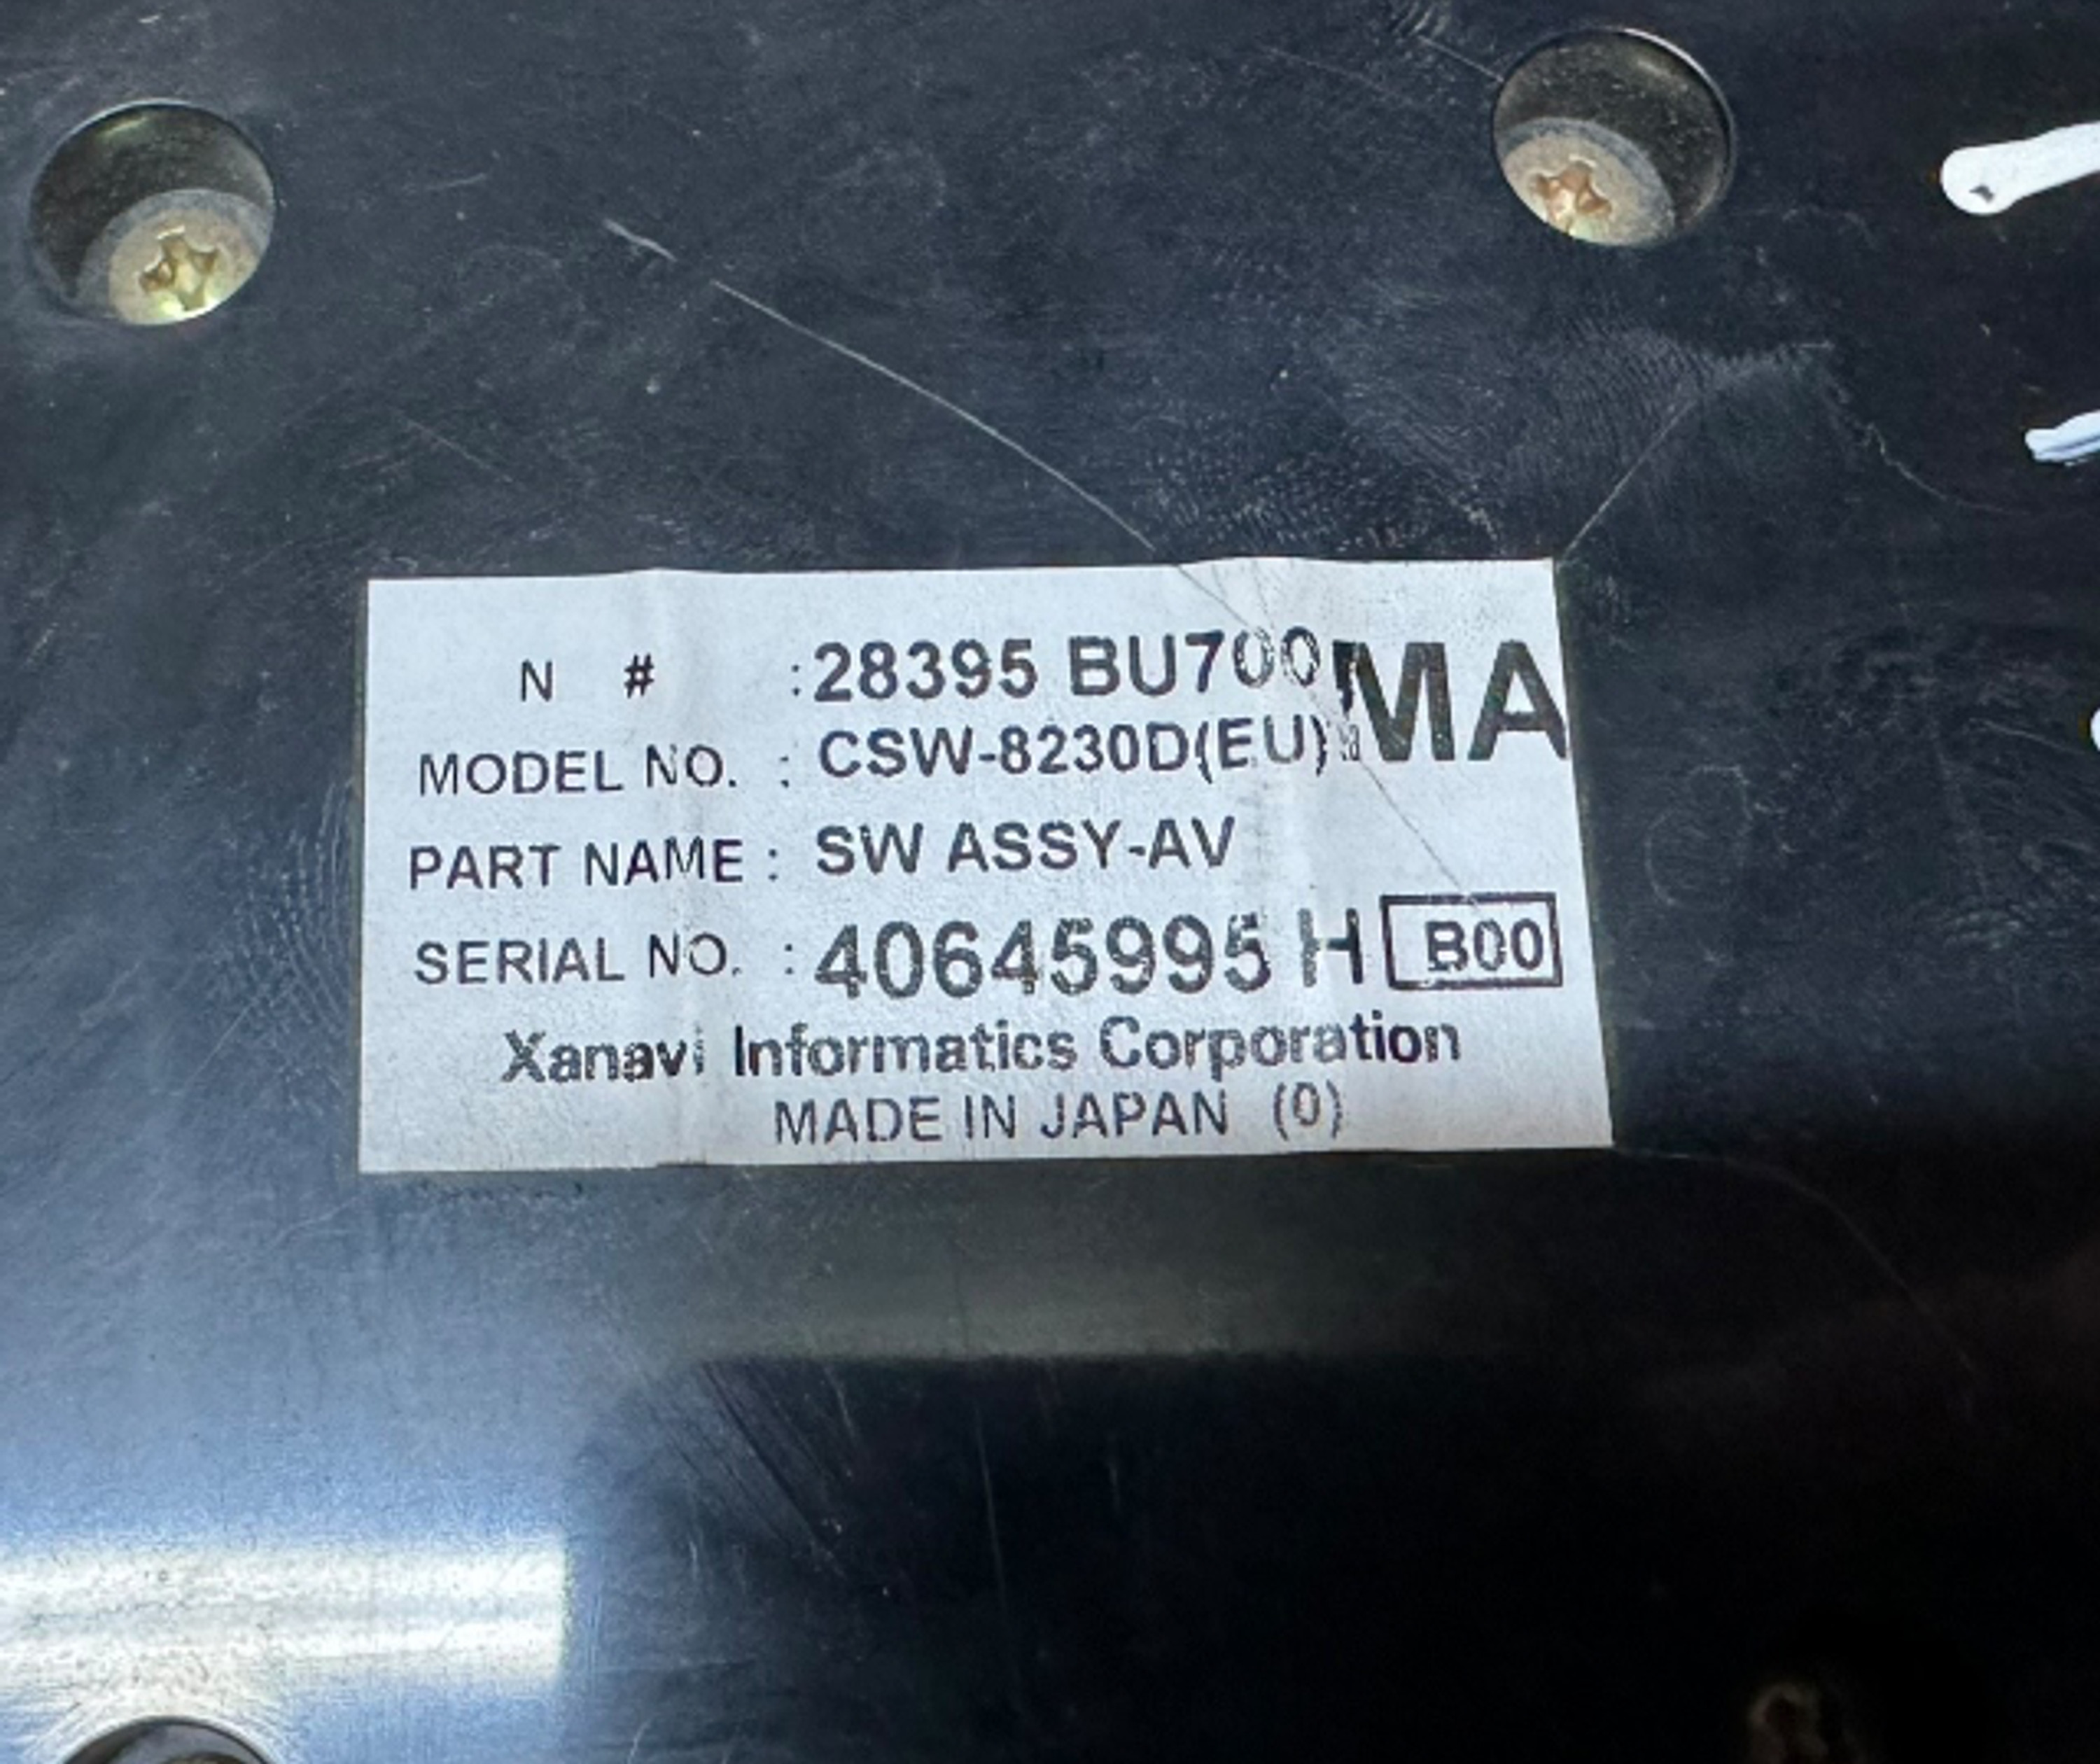 N # :28395 BU700 MA
MODEL NO. : CSW-8230D(EU)
PART NAME : SW ASSY-AV
SERIAL NO. :40645995 H B00
Xanavi Informatics Corporation
MADE IN JAPAN (0)